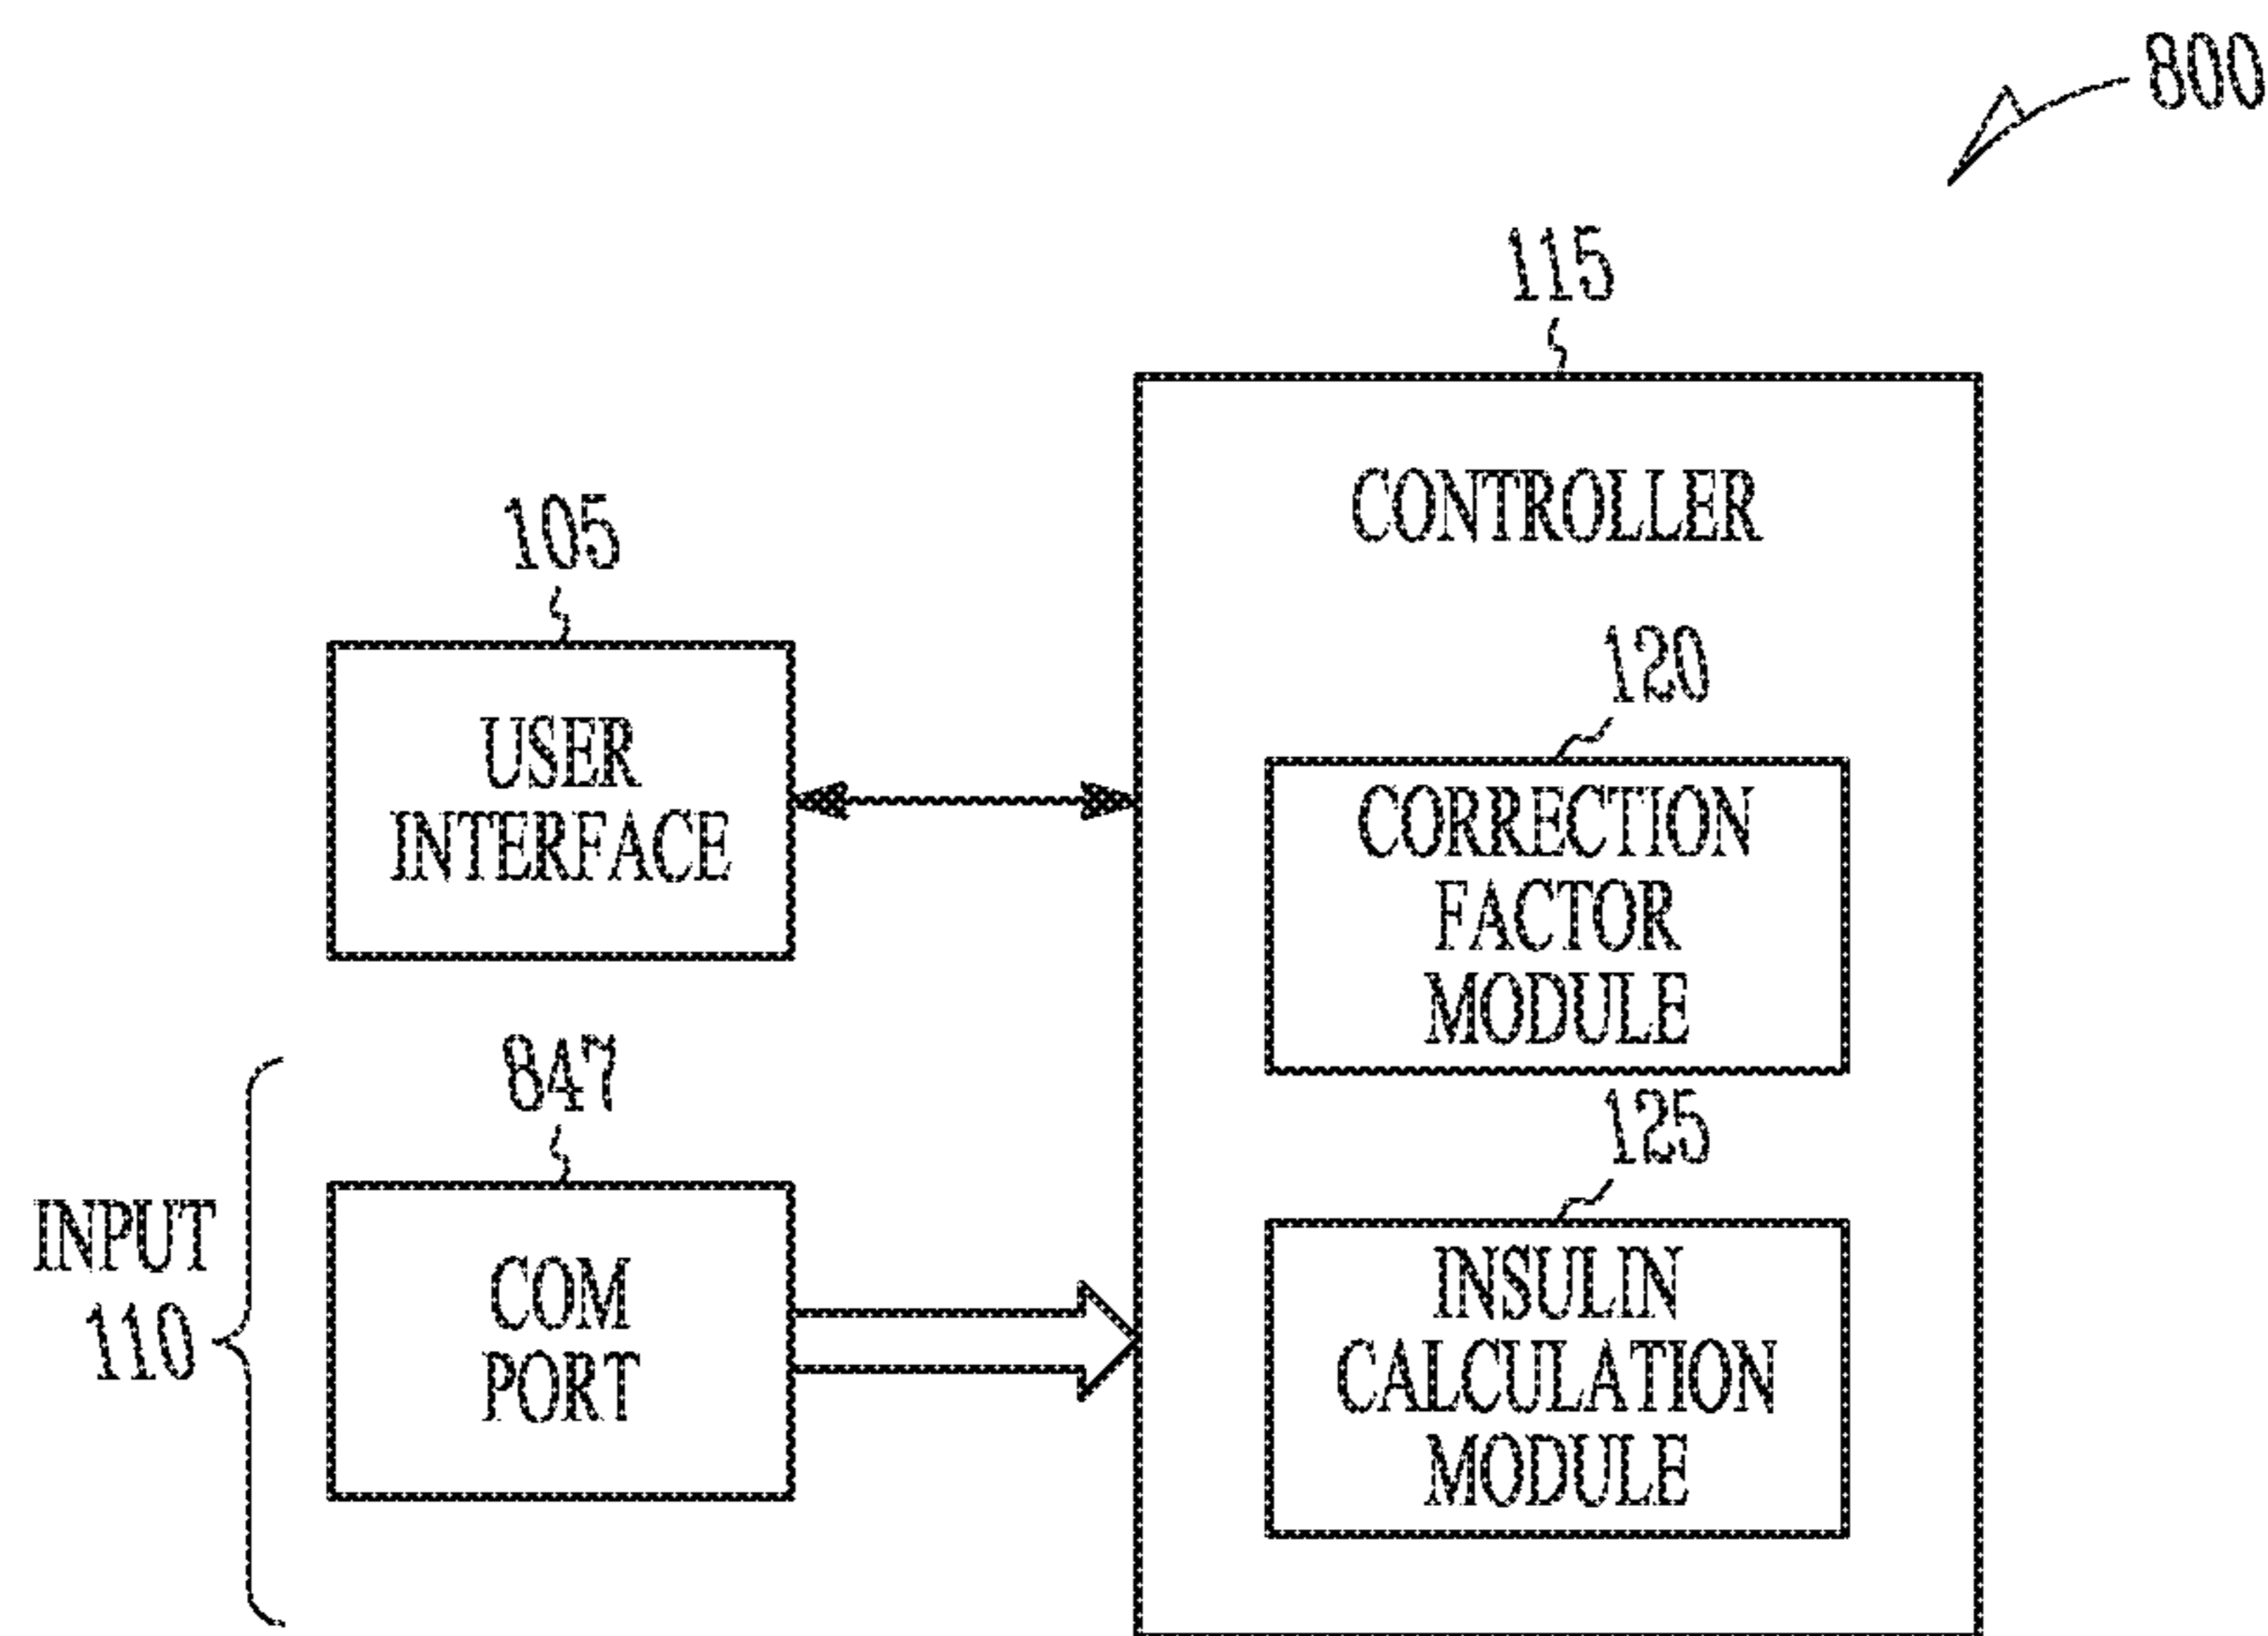 800
115
CONTROLLER
105
USER
INTERFACE
120
CORRECTION
FACTOR
MODULE
847
INPUT
110
COM
PORT
125
INSULIN
CALCULATION
MODULE